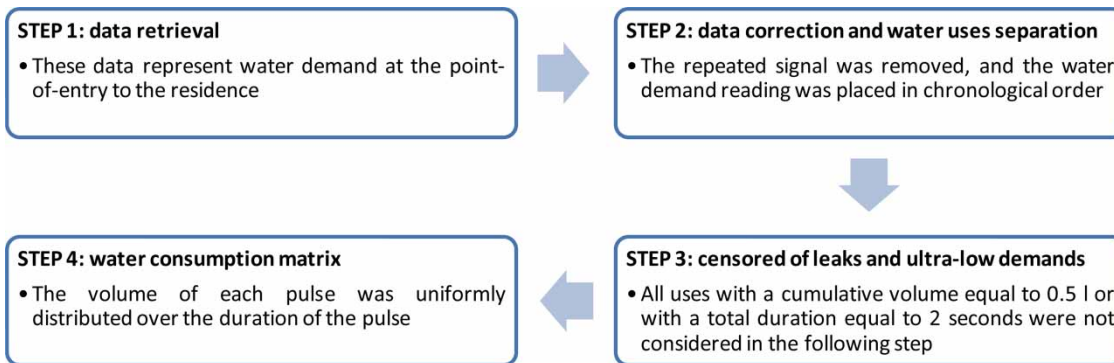 STEP 1: data retrieval
• These data represent water demand at the point-
of-entry to the residence
STEP 2: data correction and water uses separation
• The repeated signal was removed, and the water
demand reading was placed in chronological order
STEP 3: censored of leaks and ultra-low demands
• All uses with a cumulative volume equal to 0.5 l or
with a total duration equal to 2 seconds were not
considered in the following step
STEP 4: water consumption matrix
• The volume of each pulse was uniformly
distributed over the duration of the pulse